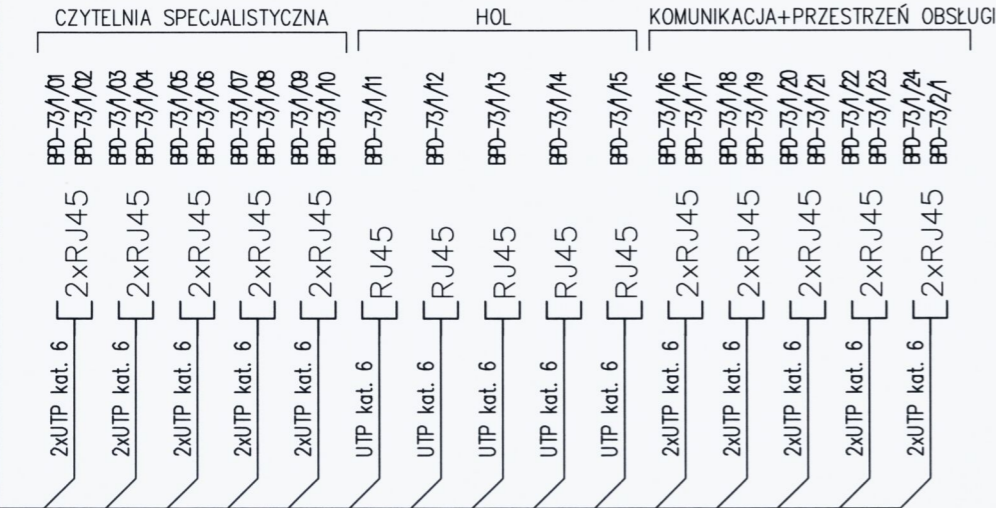 CZYTELNIA SPECJALISTYCZNA
HOL
KOMUNIKACJA+PRZESTRZEŃ OBSŁUGI
BPD-73/1/01
BPD-73/1/02
BPD-73/1/03
BPD-73/1/04
BPD-73/1/05
BPD-73/1/06
BPD-73/1/07
BPD-73/1/08
BPD-73/1/09
BPD-73/1/10
BPD-73/1/11
BPD-73/1/12
BPD-73/1/13
BPD-73/1/14
BPD-73/1/15
BPD-73/1/16
BPD-73/1/17
BPD-73/1/18
BPD-73/1/19
BPD-73/1/20
BPD-73/1/21
BPD-73/1/22
BPD-73/1/23
BPD-73/1/24
BPD-73/2/1
2xRJ45
2xRJ45
2xRJ45
2xRJ45
2xRJ45
RJ45
RJ45
RJ45
RJ45
RJ45
2xRJ45
2xRJ45
2xRJ45
2xRJ45
2xRJ45
2xUTP kat. 6
2xUTP kat. 6
2xUTP kat. 6
2xUTP kat. 6
2xUTP kat. 6
UTP kat. 6
UTP kat. 6
UTP kat. 6
UTP kat. 6
UTP kat. 6
2xUTP kat. 6
2xUTP kat. 6
2xUTP kat. 6
2xUTP kat. 6
2xUTP kat. 6